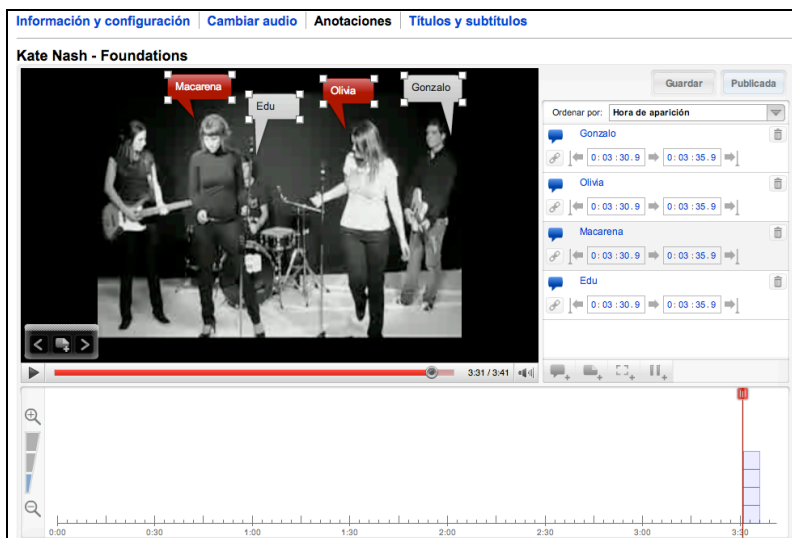 Información y configuración Cambiar audio Anotaciones Títulos y subtítulos
Kate Nash - Foundations
Macarena
Edu
Olivia
Gonzalo
3:31 / 3:41
Guardar Publicada
Ordenar por: Hora de aparición
Gonzalo
0: 03 : 30. 9 0: 03 : 35. 9
Olivia
0: 03 : 30. 9 0: 03 : 35. 9
Macarena
0: 03 : 30. 9 0: 03 : 35. 9
Edu
0: 03 : 30. 9 0: 03 : 35. 9
0:00 0:30 1:00 1:30 2:00 2:30 3:00 3:30